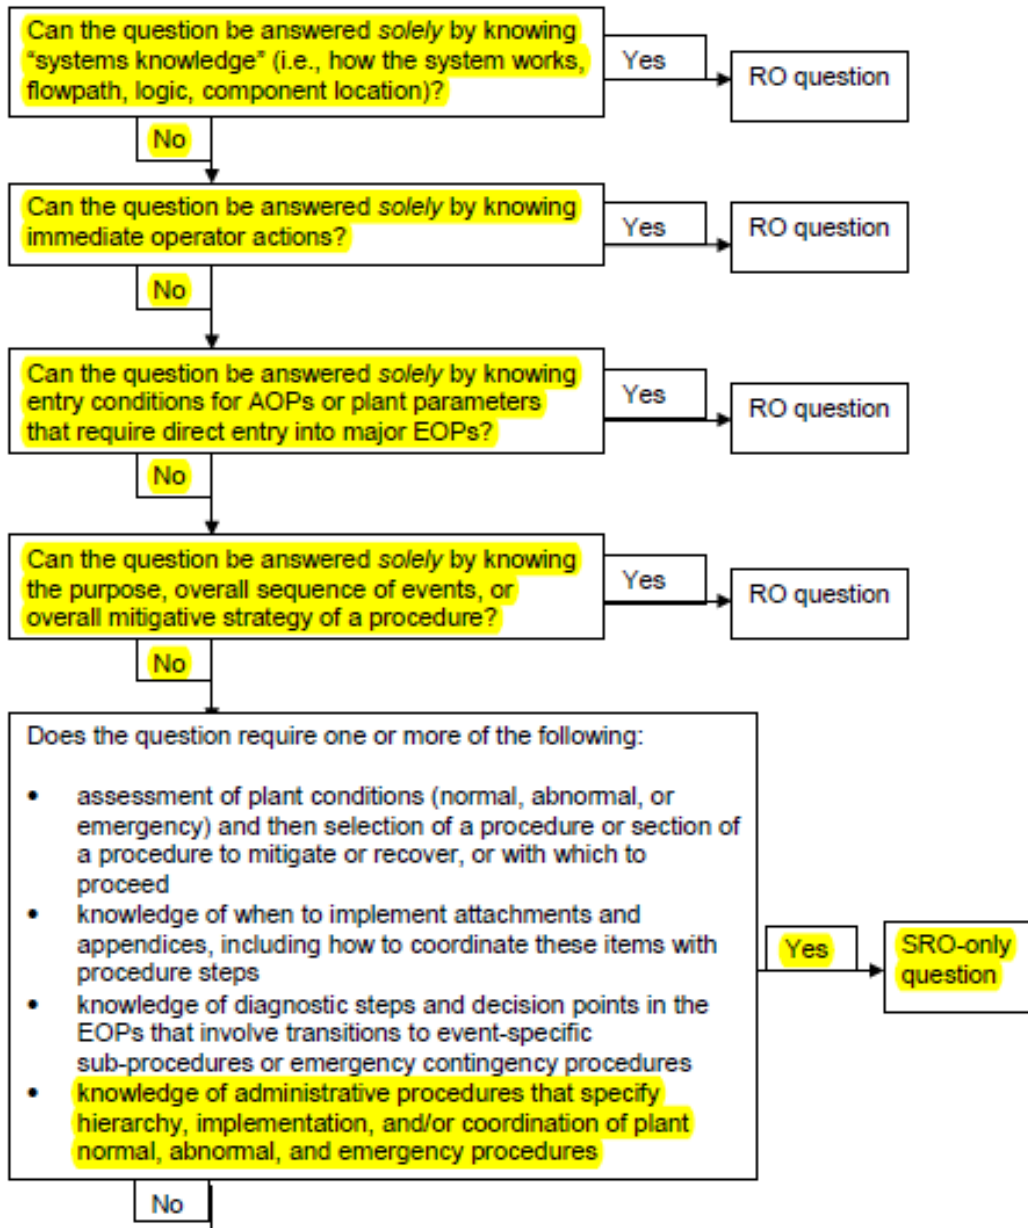 Can the question be answered solely by knowing
“systems knowledge” (i.e., how the system works,
flowpath, logic, component location)?
Yes
RO question
No
Can the question be answered solely by knowing
immediate operator actions?
Yes
RO question
No
Can the question be answered solely by knowing
entry conditions for AOPs or plant parameters
that require direct entry into major EOPs?
Yes
RO question
No
Can the question be answered solely by knowing
the purpose, overall sequence of events, or
overall mitigative strategy of a procedure?
Yes
RO question
No
Does the question require one or more of the following:
• assessment of plant conditions (normal, abnormal, or
emergency) and then selection of a procedure or section of
a procedure to mitigate or recover, or with which to
proceed
• knowledge of when to implement attachments and
appendices, including how to coordinate these items with
procedure steps
• knowledge of diagnostic steps and decision points in the
EOPs that involve transitions to event-specific
sub-procedures or emergency contingency procedures
• knowledge of administrative procedures that specify
hierarchy, implementation, and/or coordination of plant
normal, abnormal, and emergency procedures
Yes
SRO-only
question
No